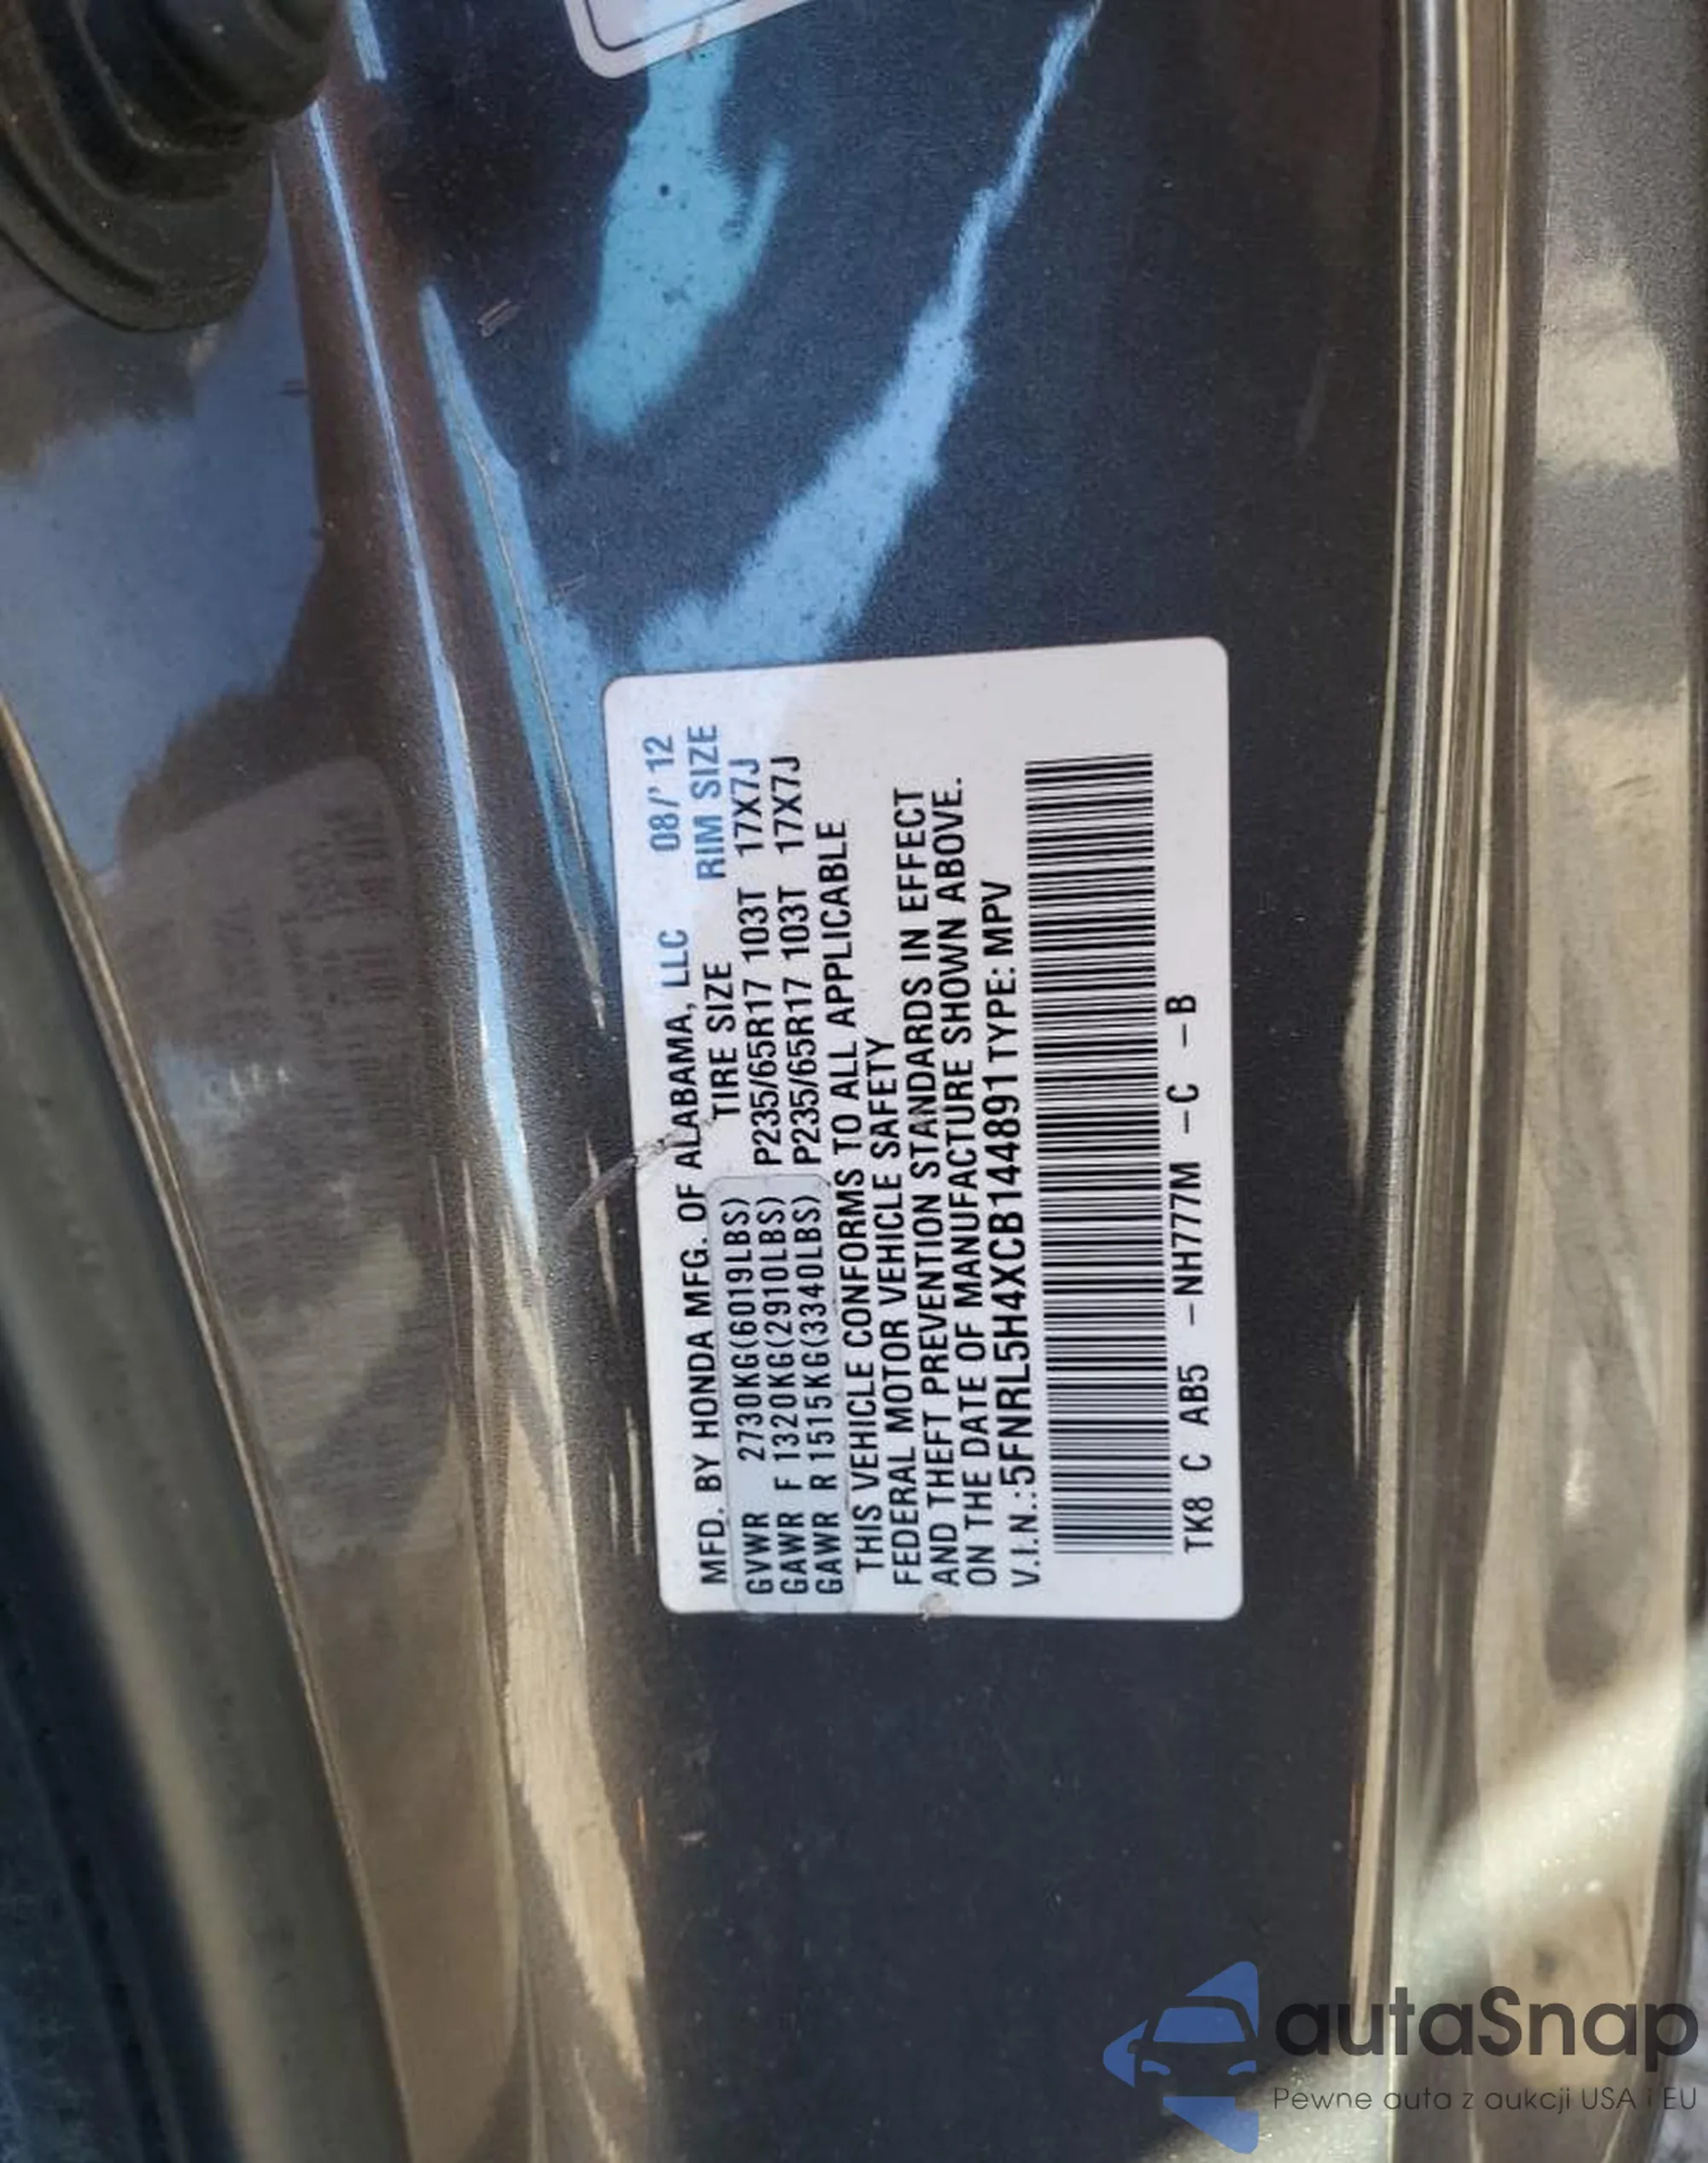 MFD. BY HONDA MFG. OF ALABAMA, LLC 08/' 12
TIRE SIZE RIM SIZE
GVWR 2730KG(6019LBS)
GAWR F 1320KG(2910LBS) P235/65R17 103T 17X7J
GAWR R 1515KG(3340LBS) P235/65R17 103T 17X7J
THIS VEHICLE CONFORMS TO ALL APPLICABLE
FEDERAL MOTOR VEHICLE SAFETY
AND THEFT PREVENTION STANDARDS IN EFFECT
ON THE DATE OF MANUFACTURE SHOWN ABOVE.
V.I.N.:5FNRL5H4XCB144891TYPE: MPV
TK8 C AB5 -NH777M -C -B
autaSnap
Pewne auta z aukcji USA i EU